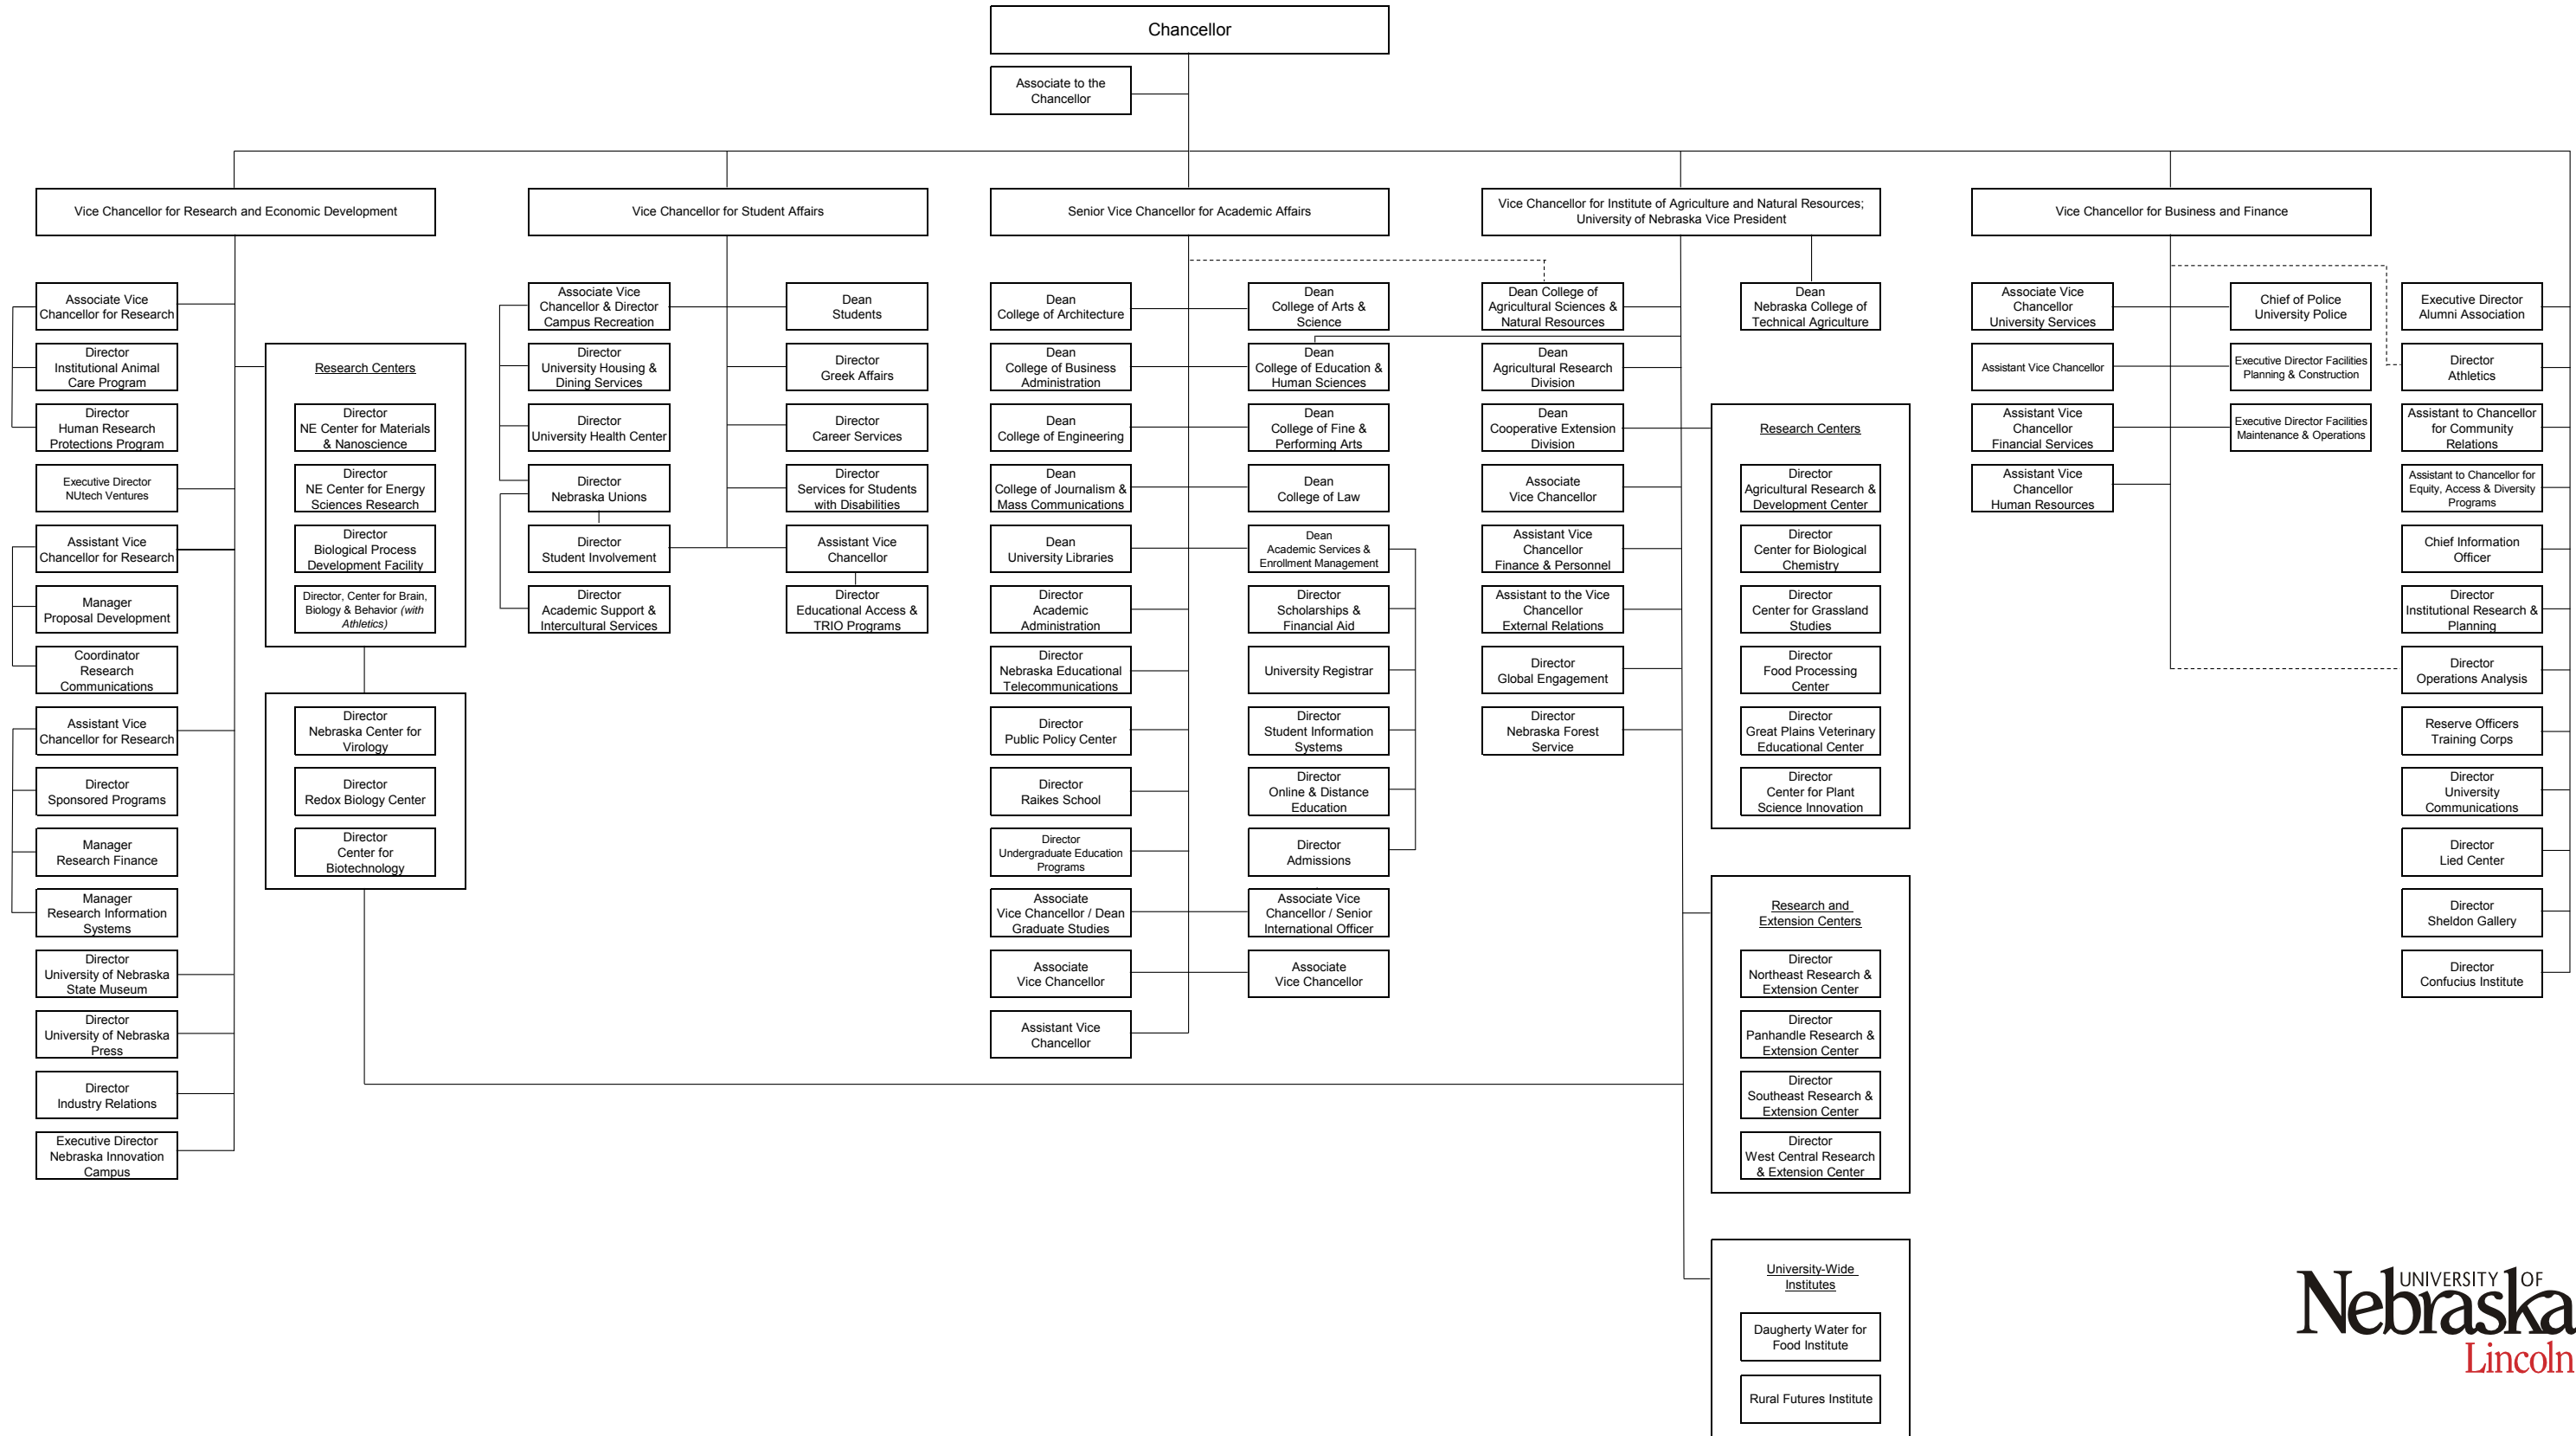 Chancellor
Associate to the
Chancellor
Vice Chancellor for Research and Economic Development
Vice Chancellor for Student Affairs
Senior Vice Chancellor for Academic Affairs
Vice Chancellor for Institute of Agriculture and Natural Resources;
University of Nebraska Vice President
Vice Chancellor for Business and Finance
Associate Vice
Chancellor for Research
Director
Institutional Animal
Care Program
Director
Human Research
Protections Program
Executive Director
NUtech Ventures
Assistant Vice
Chancellor for Research
Manager
Proposal Development
Coordinator
Research
Communications
Assistant Vice
Chancellor for Research
Director
Sponsored Programs
Manager
Research Finance
Manager
Research Information
Systems
Director
University of Nebraska
State Museum
Director
University of Nebraska
Press
Director
Industry Relations
Executive Director
Nebraska Innovation
Campus
Research Centers
Director
NE Center for Materials
& Nanoscience
Director
NE Center for Energy
Sciences Research
Director
Biological Process
Development Facility
Director, Center for Brain,
Biology & Behavior (with
Athletics)
Director
Nebraska Center for
Virology
Director
Redox Biology Center
Director
Center for
Biotechnology
Associate Vice
Chancellor & Director
Campus Recreation
Director
University Housing &
Dining Services
Director
University Health Center
Director
Nebraska Unions
Director
Student Involvement
Director
Academic Support &
Intercultural Services
Dean
Students
Director
Greek Affairs
Director
Career Services
Director
Services for Students
with Disabilities
Assistant Vice
Chancellor
Director
Educational Access &
TRIO Programs
Dean
College of Architecture
Dean
College of Business
Administration
Dean
College of Engineering
Dean
College of Journalism &
Mass Communications
Dean
University Libraries
Director
Academic
Administration
Director
Nebraska Educational
Telecommunications
Director
Public Policy Center
Director
Raikes School
Director
Undergraduate Education
Programs
Associate
Vice Chancellor / Dean
Graduate Studies
Associate
Vice Chancellor
Assistant Vice
Chancellor
Dean
College of Arts &
Science
Dean
College of Education &
Human Sciences
Dean
College of Fine &
Performing Arts
Dean
College of Law
Dean
Academic Services &
Enrollment Management
Director
Scholarships &
Financial Aid
University Registrar
Director
Student Information
Systems
Director
Online & Distance
Education
Director
Admissions
Associate Vice
Chancellor / Senior
International Officer
Associate
Vice Chancellor
Dean College of
Agricultural Sciences &
Natural Resources
Dean
Agricultural Research
Division
Dean
Cooperative Extension
Division
Associate
Vice Chancellor
Assistant Vice
Chancellor
Finance & Personnel
Assistant to the Vice
Chancellor
External Relations
Director
Global Engagement
Director
Nebraska Forest
Service
Dean
Nebraska College of
Technical Agriculture
Research Centers
Director
Agricultural Research &
Development Center
Director
Center for Biological
Chemistry
Director
Center for Grassland
Studies
Director
Food Processing
Center
Director
Great Plains Veterinary
Educational Center
Director
Center for Plant
Science Innovation
Research and
Extension Centers
Director
Northeast Research &
Extension Center
Director
Panhandle Research &
Extension Center
Director
Southeast Research &
Extension Center
Director
West Central Research
& Extension Center
University-Wide
Institutes
Daugherty Water for
Food Institute
Rural Futures Institute
Associate Vice
Chancellor
University Services
Assistant Vice Chancellor
Assistant Vice
Chancellor
Financial Services
Assistant Vice
Chancellor
Human Resources
Chief of Police
University Police
Executive Director Facilities
Planning & Construction
Executive Director Facilities
Maintenance & Operations
Executive Director
Alumni Association
Director
Athletics
Assistant to Chancellor
for Community
Relations
Assistant to Chancellor for
Equity, Access & Diversity
Programs
Chief Information
Officer
Director
Institutional Research &
Planning
Director
Operations Analysis
Reserve Officers
Training Corps
Director
University
Communications
Director
Lied Center
Director
Sheldon Gallery
Director
Confucius Institute
UNIVERSITY OF
Nebraska
Lincoln